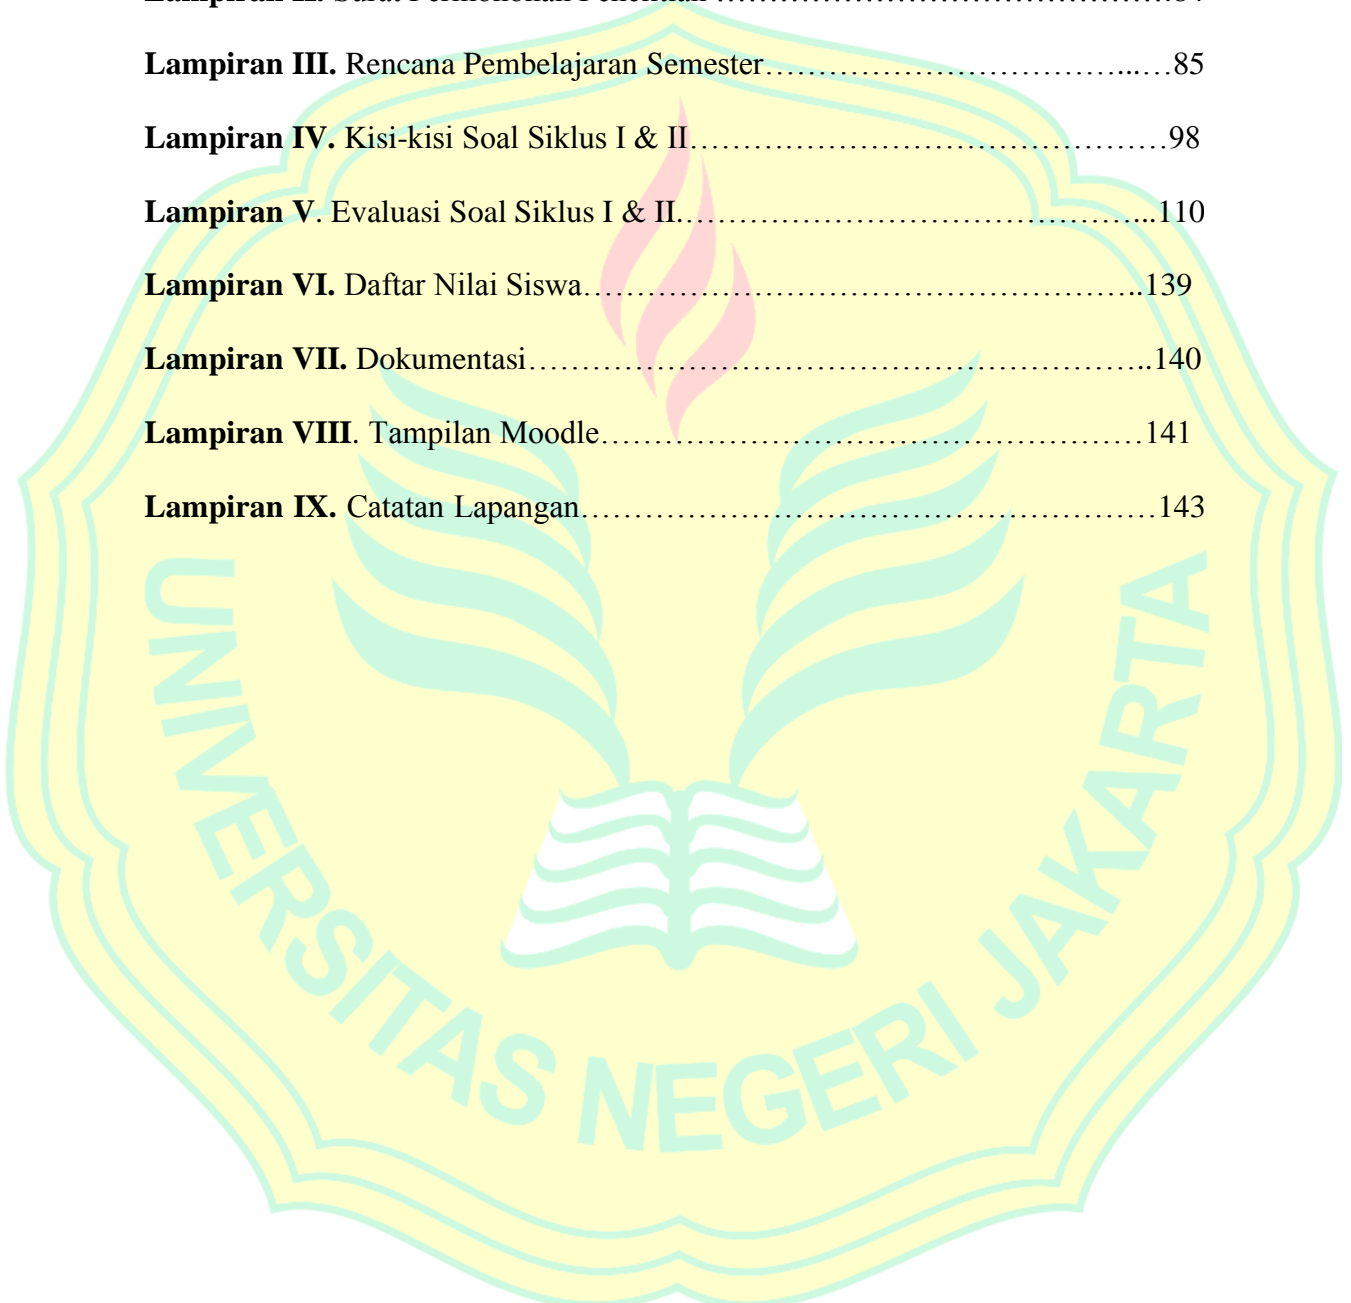 Lampiran III. Rencana Pembelajaran Semester……………………………...…85
Lampiran IV. Kisi-kisi Soal Siklus I & II………………………………………98
Lampiran V. Evaluasi Soal Siklus I & II……………………………………...110
Lampiran VI. Daftar Nilai Siswa……………………………………………..139
Lampiran VII. Dokumentasi…………………………………………………..140
Lampiran VIII. Tampilan Moodle……………………………………………141
Lampiran IX. Catatan Lapangan………………………………………………143
UNIVERSITAS NEGERI JAKARTA